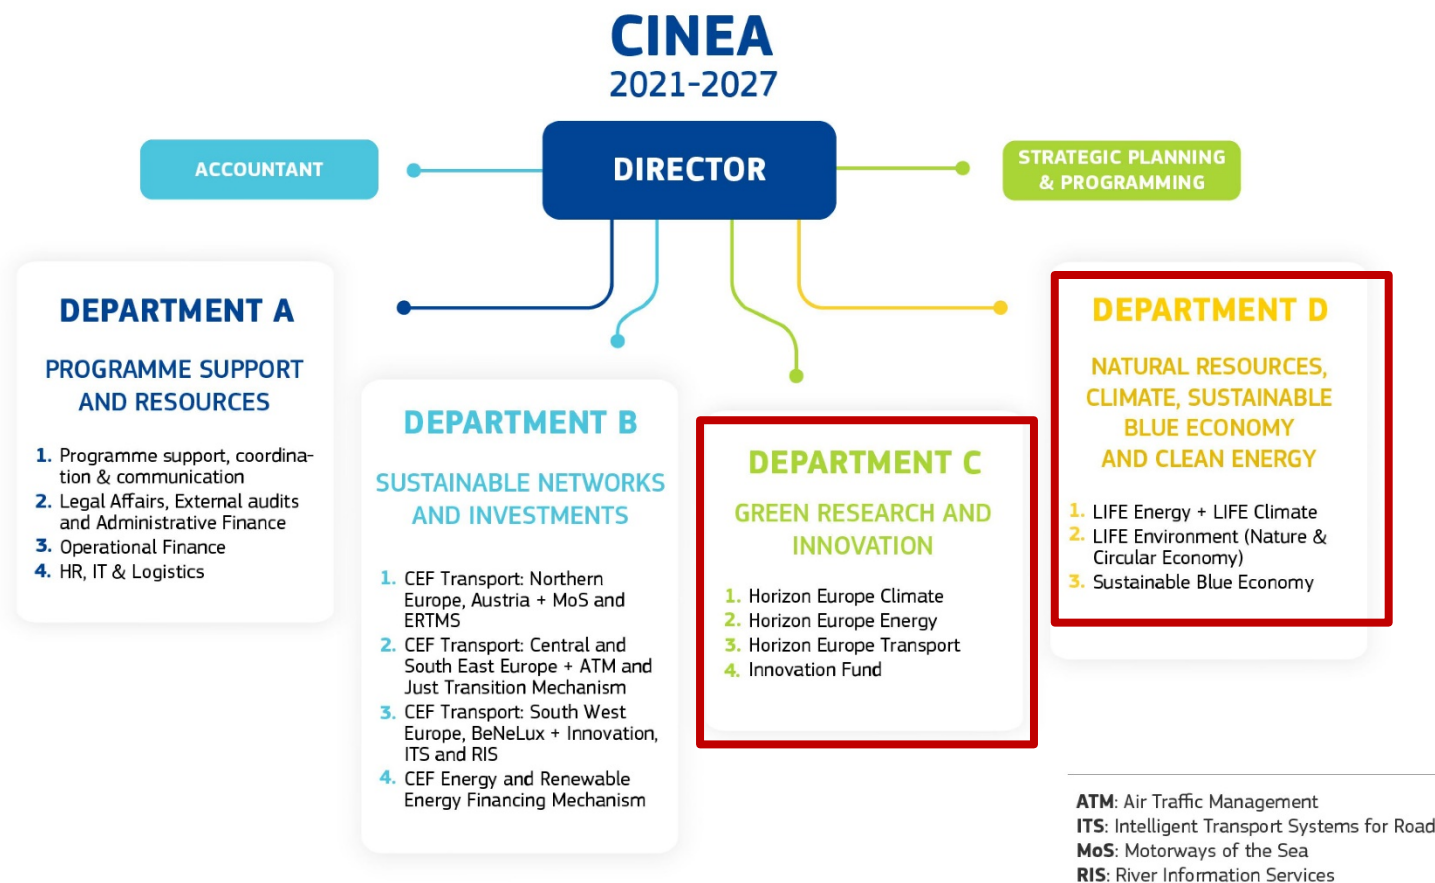 CINEA
2021-2027
ACCOUNTANT
DIRECTOR
STRATEGIC PLANNING
& PROGRAMMING
DEPARTMENT A
PROGRAMME SUPPORT
AND RESOURCES
1. Programme support, coordina-
tion & communication
2. Legal Affairs, External audits
and Administrative Finance
3. Operational Finance
4. HR, IT & Logistics
DEPARTMENT B
SUSTAINABLE NETWORKS
AND INVESTMENTS
1. CEF Transport: Northern
Europe, Austria + MoS and
ERTMS
2. CEF Transport: Central and
South East Europe + ATM and
Just Transition Mechanism
3. CEF Transport: South West
Europe, BeNeLux + Innovation,
ITS and RIS
4. CEF Energy and Renewable
Energy Financing Mechanism
DEPARTMENT C
GREEN RESEARCH AND
INNOVATION
1. Horizon Europe Climate
2. Horizon Europe Energy
3. Horizon Europe Transport
4. Innovation Fund
DEPARTMENT D
NATURAL RESOURCES,
CLIMATE, SUSTAINABLE
BLUE ECONOMY
AND CLEAN ENERGY
1. LIFE Energy + LIFE Climate
2. LIFE Environment (Nature &
Circular Economy)
3. Sustainable Blue Economy
ATM: Air Traffic Management
ITS: Intelligent Transport Systems for Road
MoS: Motorways of the Sea
RIS: River Information Services